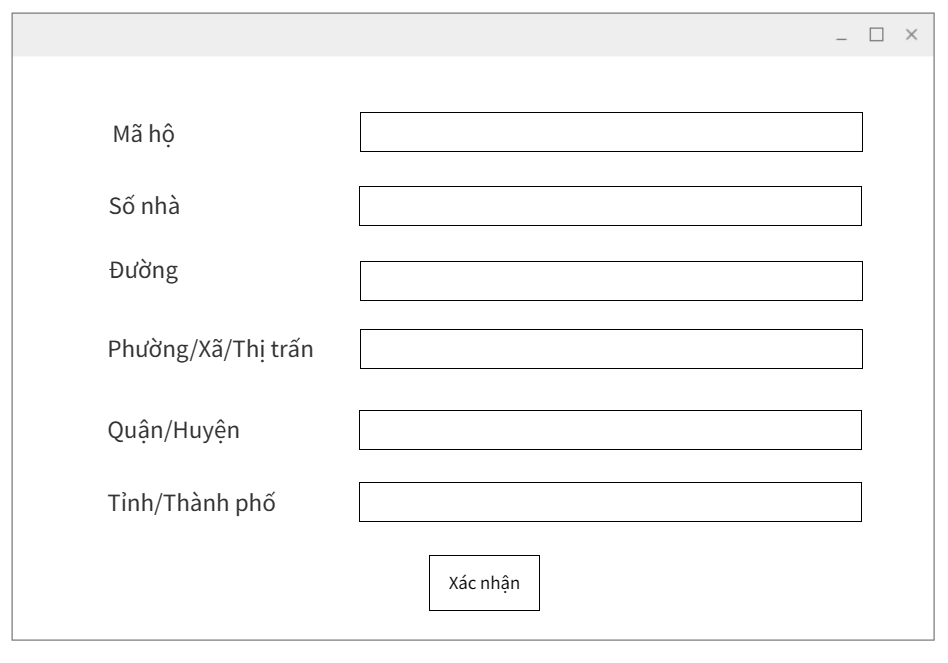 Mã hộ
Số nhà
Đường
Phường/Xã/Thị trấn
Quận/Huyện
Tỉnh/Thành phố
Xác nhận